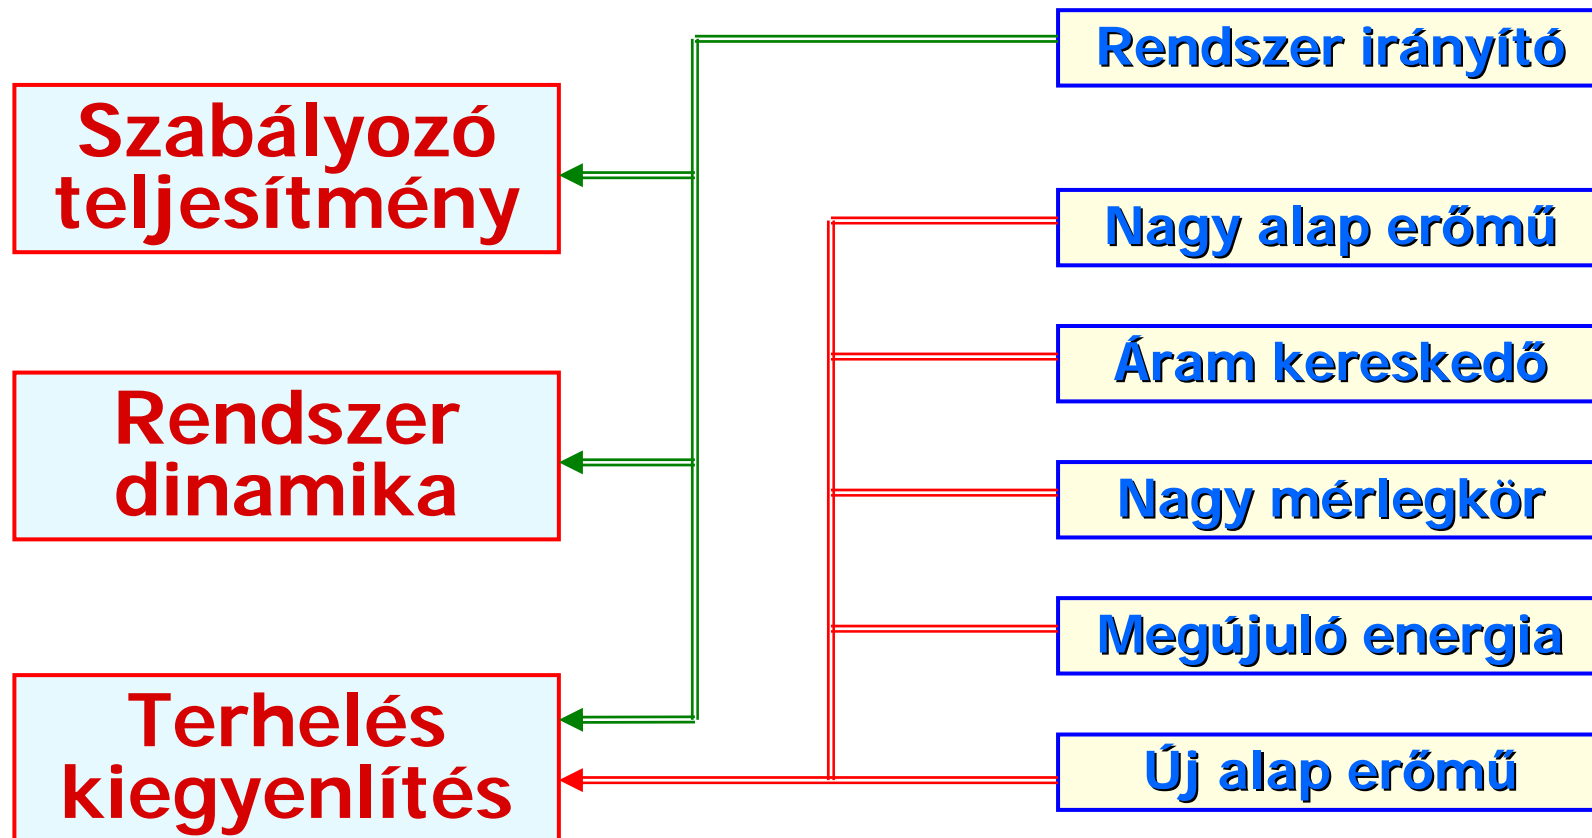 Szabályozó
teljesítmény
Rendszer
dinamika
Terhelés
kiegyenlítés
Rendszer irányító
Nagy alap erőmű
Áram kereskedő
Nagy mérlegkör
Megújuló energia
Új alap erőmű